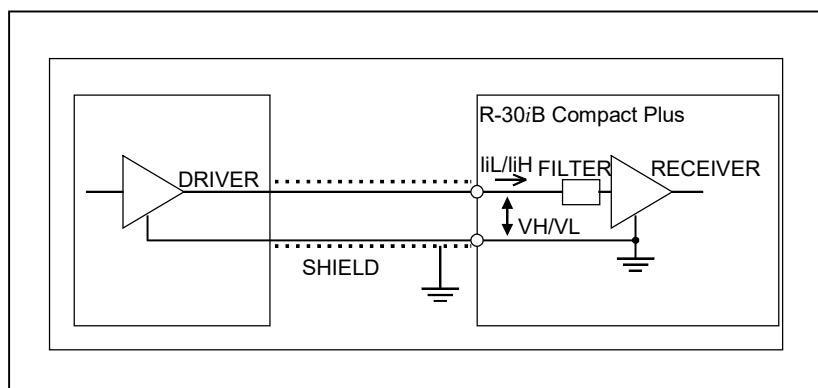 R-30iB Compact Plus
IiL/IiH
FILTER
RECEIVER
DRIVER
VH/VL
SHIELD